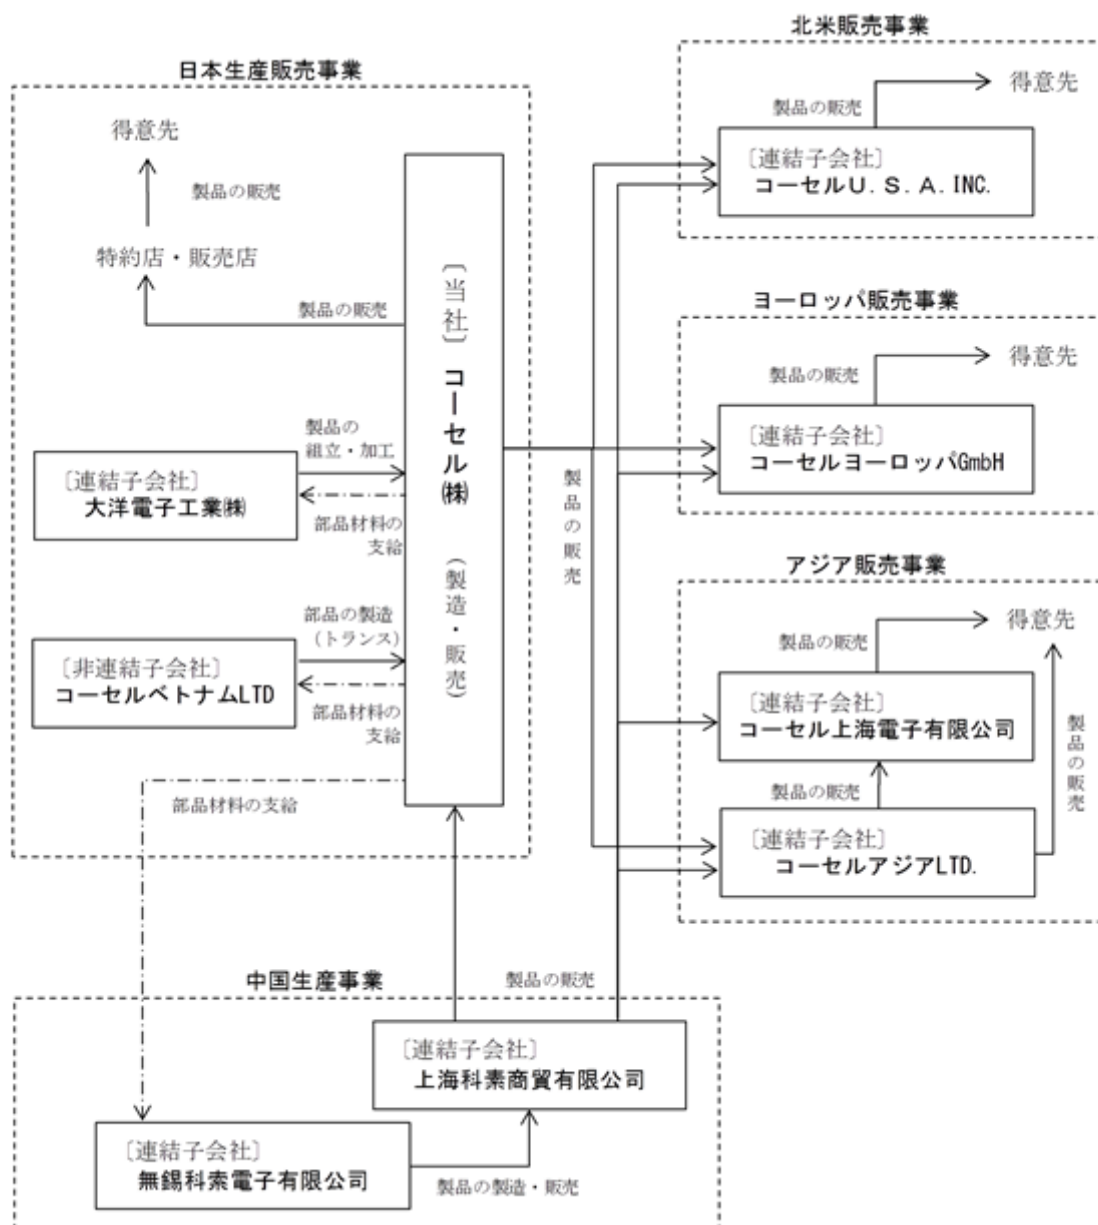 日本生産販売事業
得意先
製品の販売
特約店・販売店
製品の販売
〔当社〕コーセル㈱ (製造・販売)
製品の
組立・加工
〔連結子会社〕
大洋電子工業㈱
部品材料の
支給
部品の製造
(トランス)
〔非連結子会社〕
コーセルベトナムLTD
部品材料の
支給
部品材料の支給
製品の販売
北米販売事業
得意先
製品の販売
〔連結子会社〕
コーセルU.S.A.INC.
ヨーロッパ販売事業
得意先
製品の販売
〔連結子会社〕
コーセルヨーロッパGmbH
アジア販売事業
得意先
製品の販売
〔連結子会社〕
コーセル上海電子有限公司
製品の販売
製品の販売
〔連結子会社〕
コーセルアジアLTD.
中国生産事業
製品の販売
〔連結子会社〕
上海科素商貿有限公司
〔連結子会社〕
無錫科索電子有限公司
製品の製造・販売